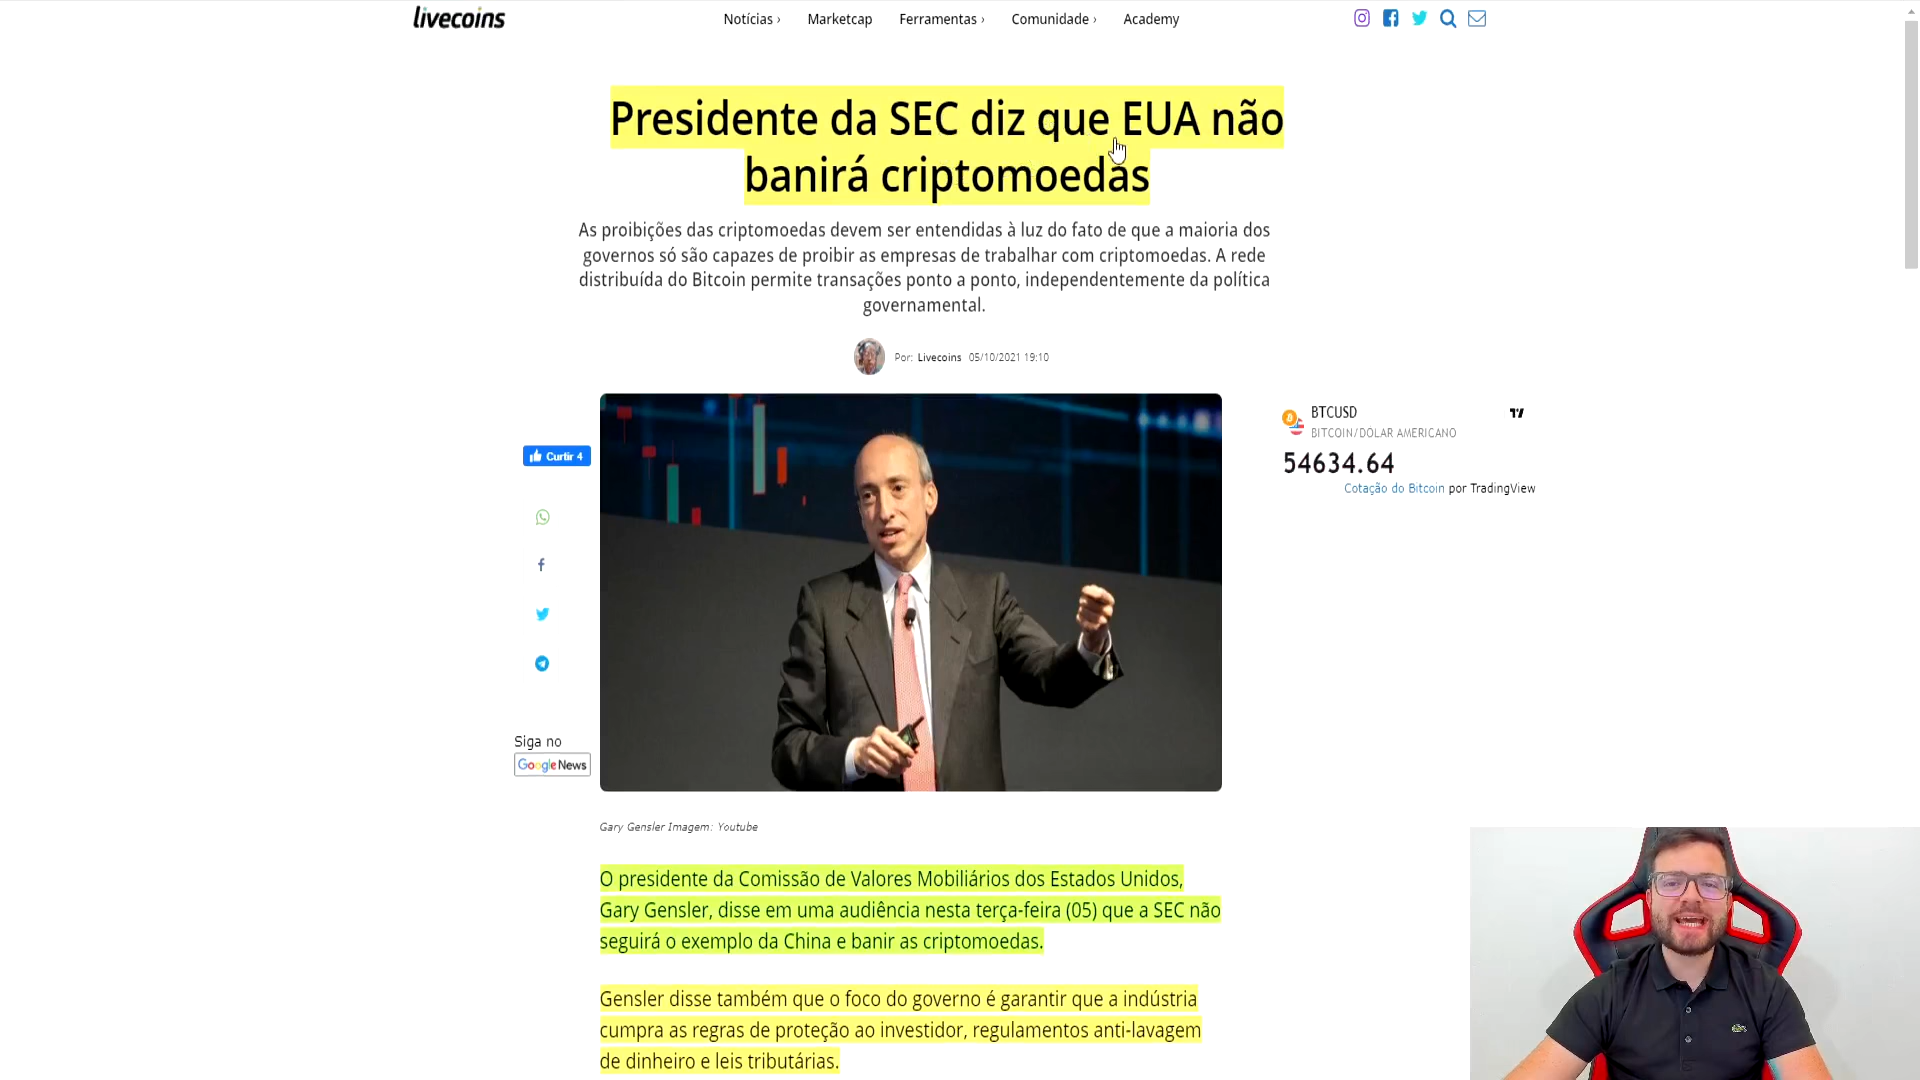 livecoins
Notícias ›
Marketcap
Ferramentas ›
Comunidade ›
Academy
Presidente da SEC diz que EUA não
banirá criptomoedas
As proibições das criptomoedas devem ser entendidas à luz do fato de que a maioria dos
governos só são capazes de proibir as empresas de trabalhar com criptomoedas. A rede
distribuída do Bitcoin permite transações ponto a ponto, independentemente da política
governamental.
Por: Livecoins 05/10/2021 19:10
Curtir 4
Siga no
Google News
BTCUSD
BITCOIN/DOLAR AMERICANO
54634.64
Cotação do Bitcoin por TradingView
Gary Gensler Imagem: Youtube
O presidente da Comissão de Valores Mobiliários dos Estados Unidos,
Gary Gensler, disse em uma audiência nesta terça-feira (05) que a SEC não
seguirá o exemplo da China e banir as criptomoedas.
Gensler disse também que o foco do governo é garantir que a indústria
cumpra as regras de proteção ao investidor, regulamentos anti-lavagem
de dinheiro e leis tributárias.